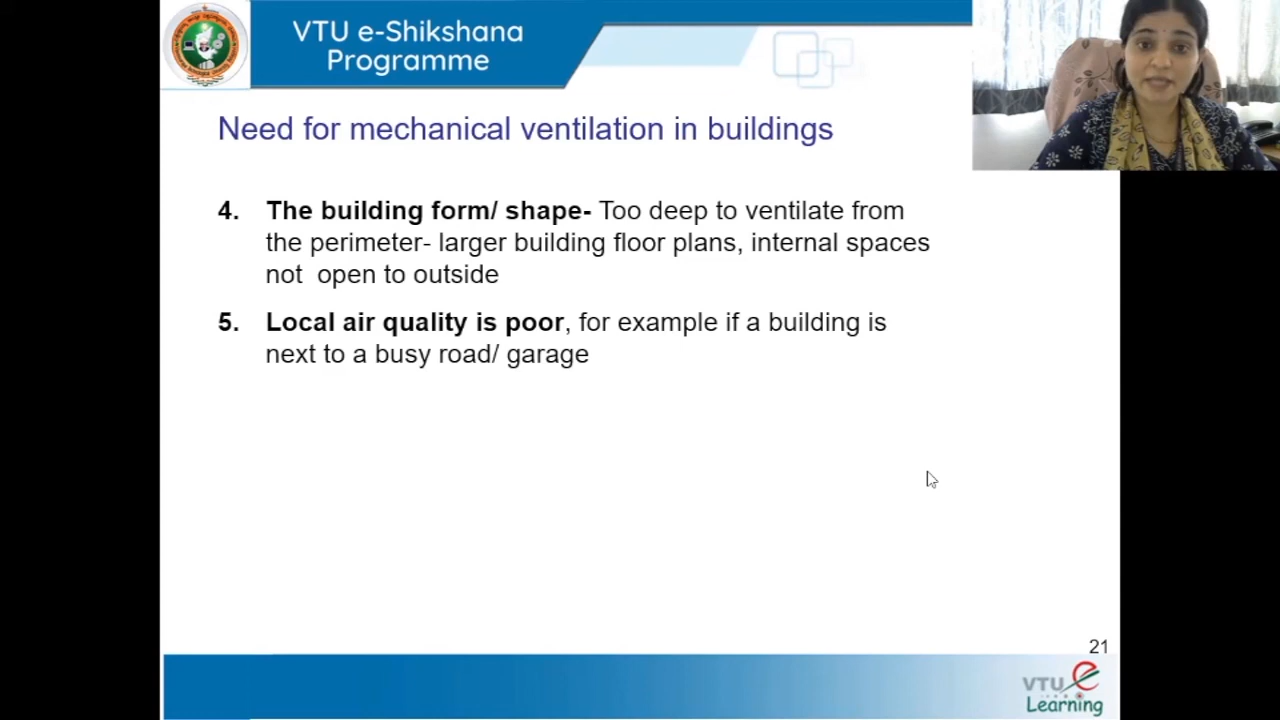 VTU e-Shikshana
Programme
Need for mechanical ventilation in buildings
4. The building form/ shape- Too deep to ventilate from
the perimeter- larger building floor plans, internal spaces
not open to outside
5. Local air quality is poor, for example if a building is
next to a busy road/ garage
21
VTU e
Learning